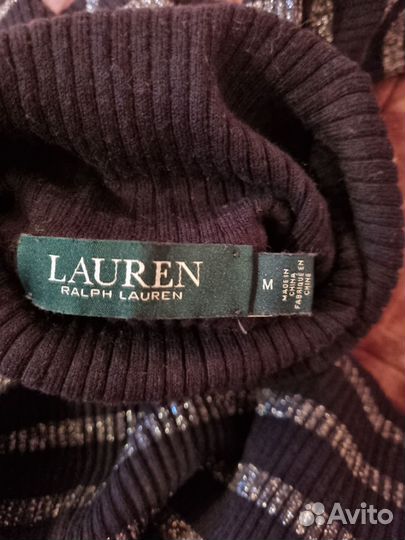 LAUREN
RALPH LAUREN
M
MADE IN
CHINA
FABRIQUÉ EN
CHINE
Avito